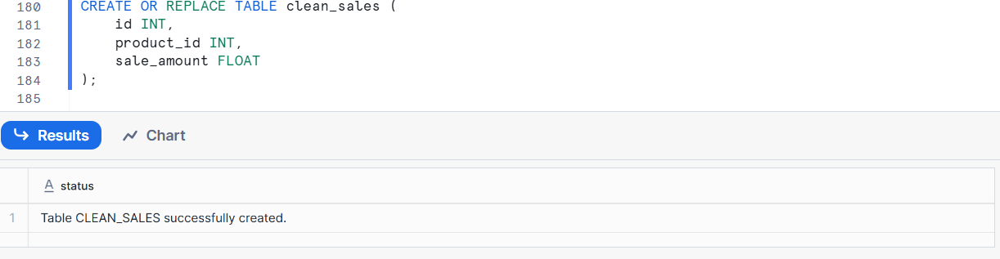 180 CREATE OR REPLACE TABLE clean_sales (
181     id INT,
182     product_id INT,
183     sale_amount FLOAT
184 );
185
Results Chart
A status
1 Table CLEAN_SALES successfully created.